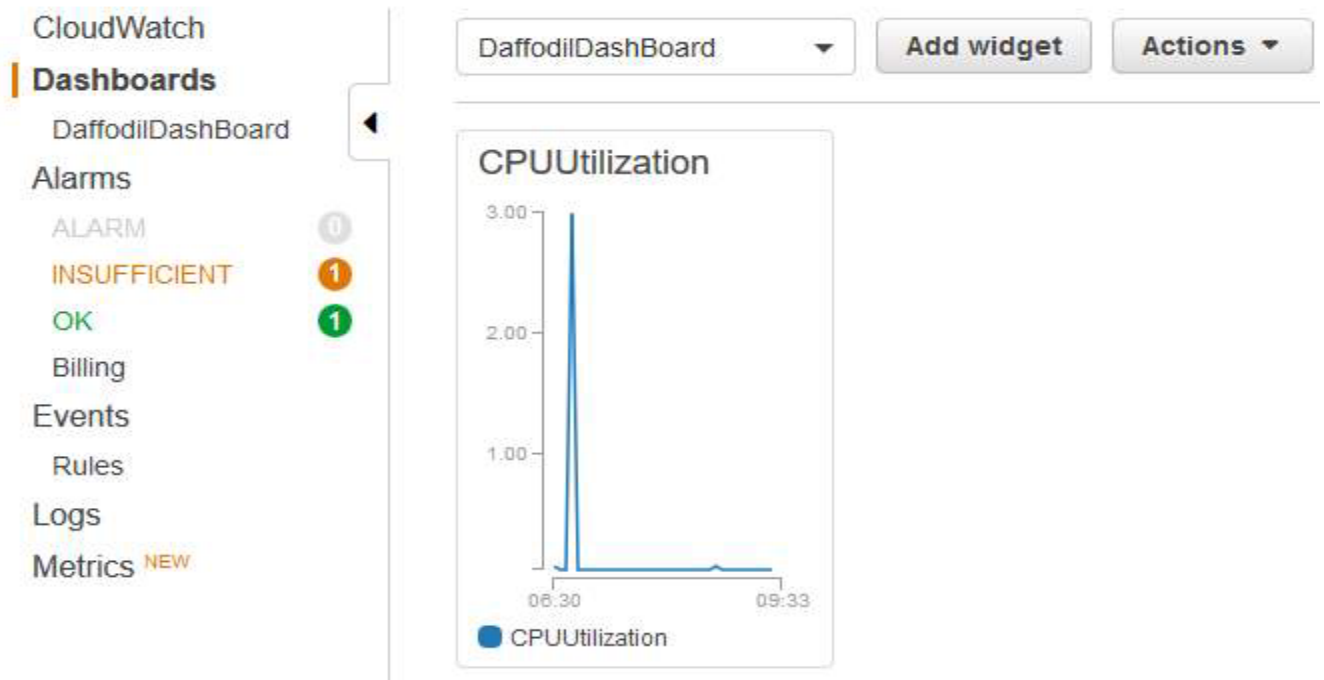 CloudWatch
Dashboards
DaffodilDashBoard
Alarms
ALARM 0
INSUFFICIENT 1
OK 1
Billing
Events
Rules
Logs
Metrics NEW
DaffodilDashBoard Add widget Actions
CPUUtilization
3.00
2.00
1.00
06:30 09:33
CPUUtilization